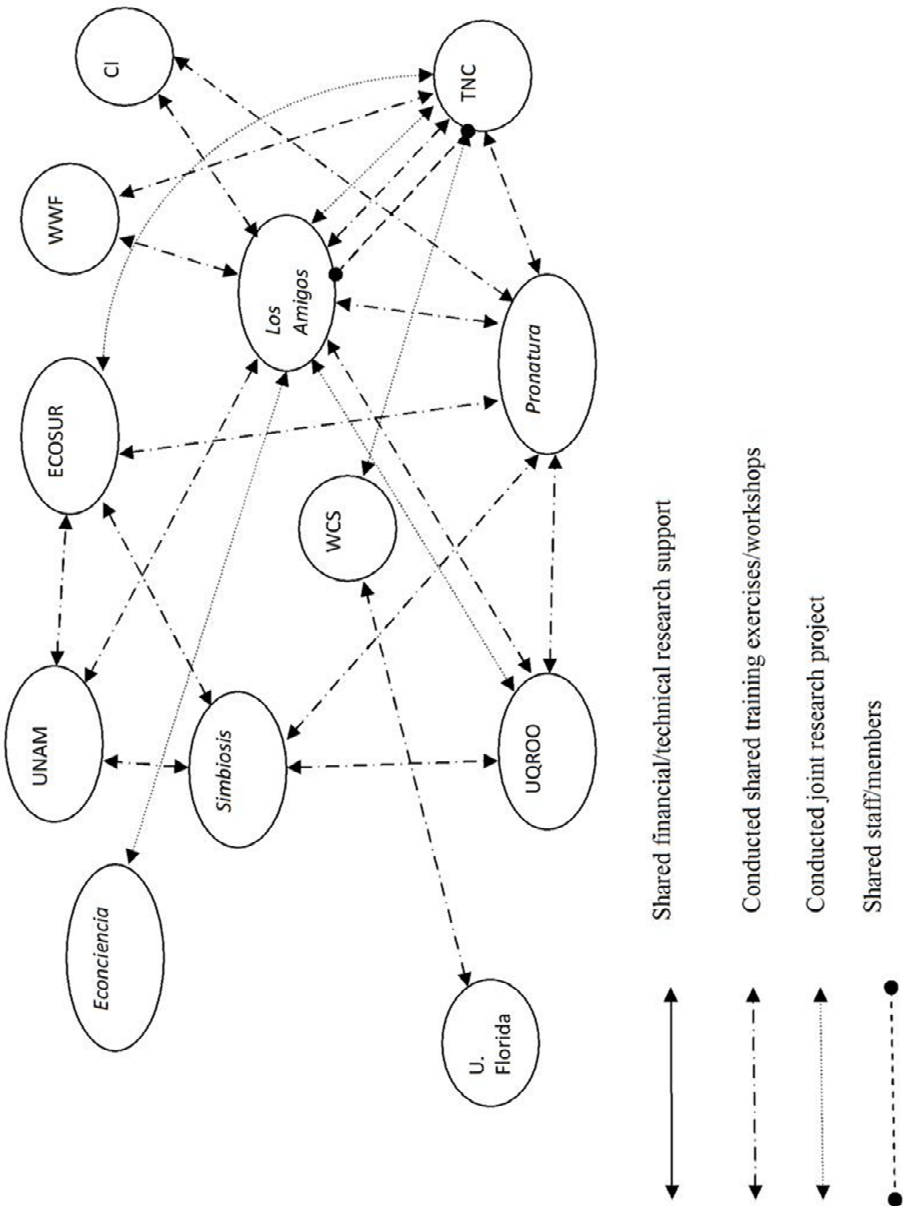 Econciencia
UNAM
ECOSUR
WWF
CI
Simbiosis
Los
Amigos
WCS
TNC
U.
Florida
UQROO
Pronatura
Shared financial/technical research support
Conducted shared training exercises/workshops
Conducted joint research project
Shared staff/members